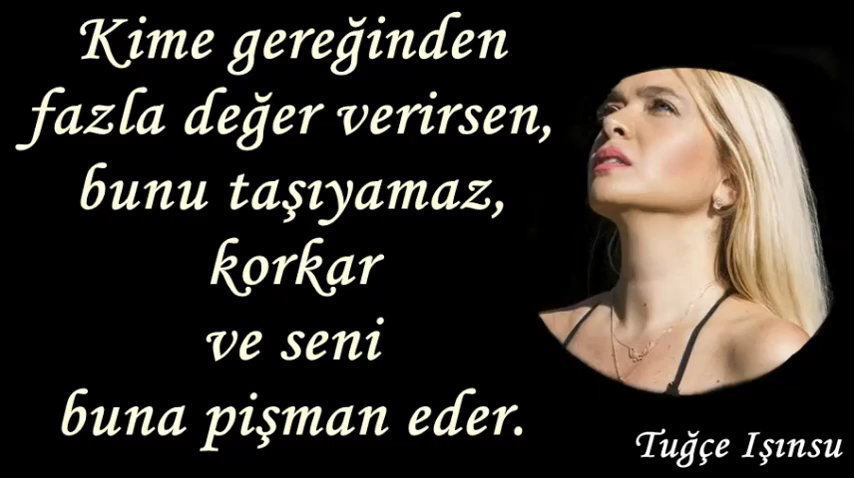 Kime gereğinden
fazla değer verirsen,
bunu taşıyamaz,
korkar
ve seni
buna pişman eder.
Tuğçe Işınsu